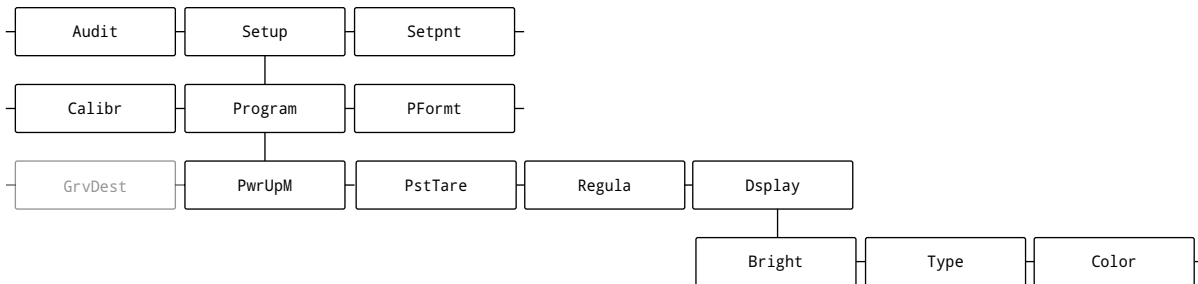 Audit Setup Setpnt
Calibr Program PFormt
GrvDest PwrUpM PstTare Regula Dsplay
Bright Type Color